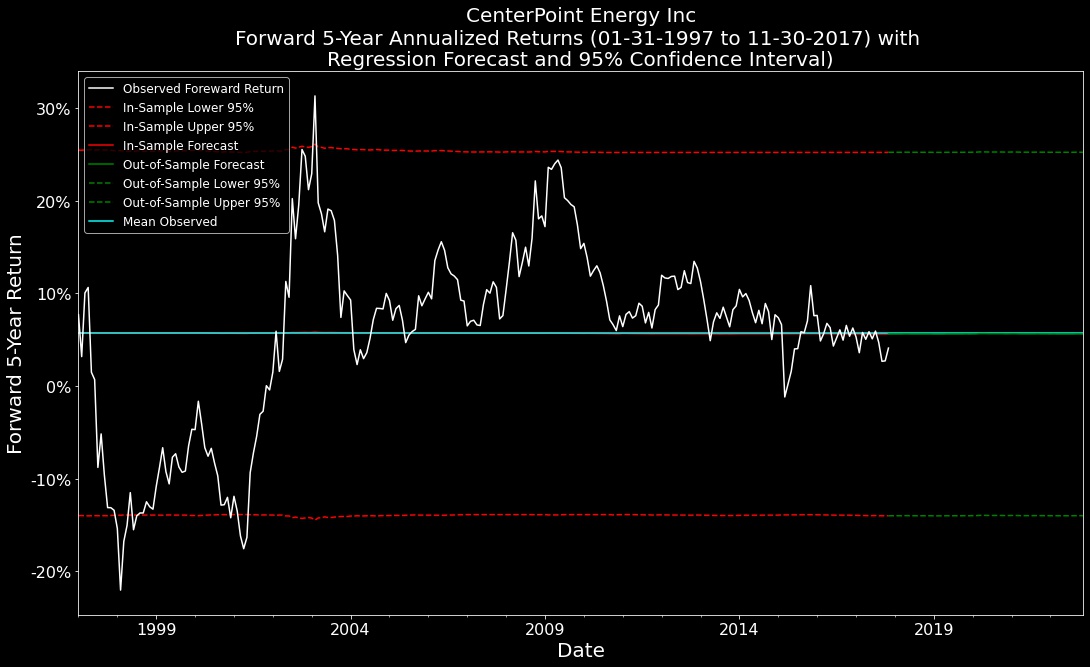 CenterPoint Energy Inc
Forward 5-Year Annualized Returns (01-31-1997 to 11-30-2017) with
Regression Forecast and 95% Confidence Interval)
Observed Foreward Return
In-Sample Lower 95%
In-Sample Upper 95%
In-Sample Forecast
Out-of-Sample Forecast
Out-of-Sample Lower 95%
Out-of-Sample Upper 95%
Mean Observed
Forward 5-Year Return
30%
20%
10%
0%
-10%
-20%
1999 2004 2009 2014 2019
Date